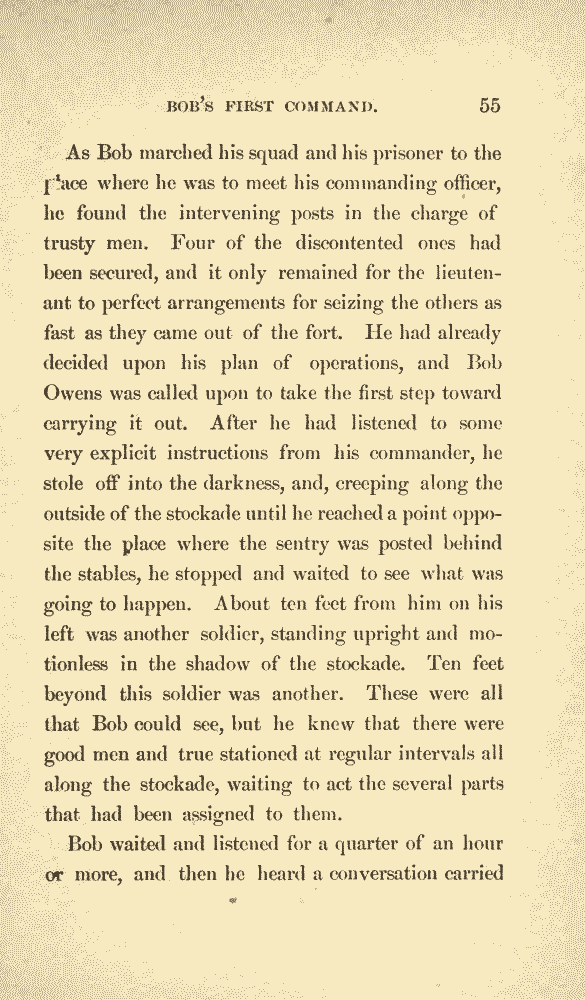 BOB'S FIRST COMMAND. 55
As Bob marched his squad and his prisoner to the
place where he was to meet his commanding officer,
he found the intervening posts in the charge of
trusty men. Four of the discontented ones had
been secured, and it only remained for the lieuten-
ant to perfect arrangements for seizing the others as
fast as they came out of the fort. He had already
decided upon his plan of operations, and Bob
Owens was called upon to take the first step toward
carrying it out. After he had listened to some
very explicit instructions from his commander, he
stole off into the darkness, and, creeping along the
outside of the stockade until he reached a point oppo-
site the place where the sentry was posted behind
the stables, he stopped and waited to see what was
going to happen. About ten feet from him on his
left was another soldier, standing upright and mo-
tionless in the shadow of the stockade. Ten feet
beyond this soldier was another. These were all
that Bob could see, but he knew that there were
good men and true stationed at regular intervals all
along the stockade, waiting to act the several parts
that had been assigned to them.
Bob waited and listened for a quarter of an hour
or more, and then he heard a conversation carried